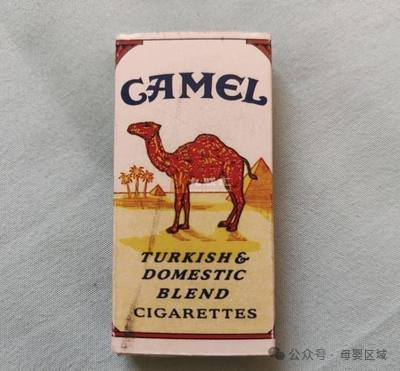 CAMEL
TURKISH &
DOMESTIC
BLEND
CIGARETTES
公众号 · 母婴区域